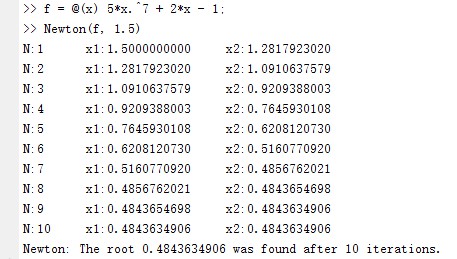 >> f = @(x) 5*x.^7 + 2*x - 1;
>> Newton(f, 1.5)
N:1 x1:1.5000000000 x2:1.2817923020
N:2 x1:1.2817923020 x2:1.0910637579
N:3 x1:1.0910637579 x2:0.9209388003
N:4 x1:0.9209388003 x2:0.7645930108
N:5 x1:0.7645930108 x2:0.6208120730
N:6 x1:0.6208120730 x2:0.5160770920
N:7 x1:0.5160770920 x2:0.4856762021
N:8 x1:0.4856762021 x2:0.4843654698
N:9 x1:0.4843654698 x2:0.4843634906
N:10 x1:0.4843634906 x2:0.4843634906
Newton: The root 0.4843634906 was found after 10 iterations.